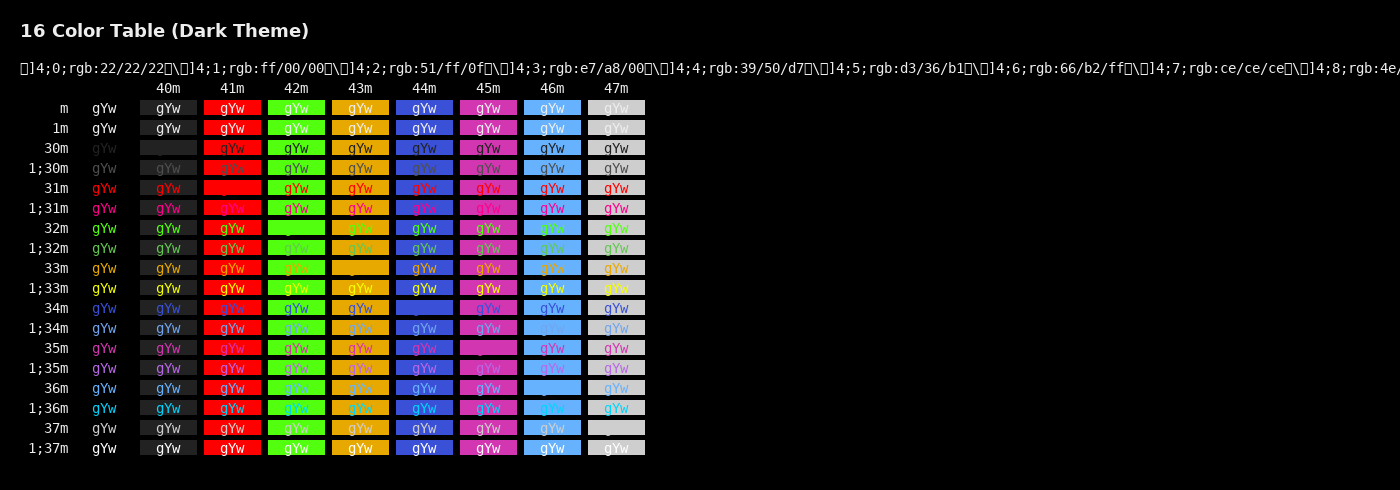 16 Color Table (Dark Theme)
□]4;0;rgb:22/22/22□\□]4;1;rgb:ff/00/00□\□]4;2;rgb:51/ff/0f□\□]4;3;rgb:e7/a8/00□\□]4;4;rgb:39/50/d7□\□]4;5;rgb:d3/36/b1□\□]4;6;rgb:66/b2/ff□\□]4;7;rgb:ce/ce/ce□\□]4;8;rgb:4e/
40m 41m 42m 43m 44m 45m 46m 47m
m gYw gYw gYw gYw gYw gYw gYw gYw gYw
1m gYw gYw gYw gYw gYw gYw gYw gYw gYw
30m gYw gYw gYw gYw gYw gYw gYw gYw
1;30m gYw gYw gYw gYw gYw gYw gYw gYw gYw
31m gYw gYw gYw gYw gYw gYw gYw gYw
1;31m gYw gYw gYw gYw gYw gYw gYw gYw gYw
32m gYw gYw gYw gYw gYw gYw gYw gYw
1;32m gYw gYw gYw gYw gYw gYw gYw gYw gYw
33m gYw gYw gYw gYw gYw gYw gYw gYw
1;33m gYw gYw gYw gYw gYw gYw gYw gYw gYw
34m gYw gYw gYw gYw gYw gYw gYw gYw
1;34m gYw gYw gYw gYw gYw gYw gYw gYw gYw
35m gYw gYw gYw gYw gYw gYw gYw gYw
1;35m gYw gYw gYw gYw gYw gYw gYw gYw gYw
36m gYw gYw gYw gYw gYw gYw gYw gYw
1;36m gYw gYw gYw gYw gYw gYw gYw gYw gYw
37m gYw gYw gYw gYw gYw gYw gYw gYw
1;37m gYw gYw gYw gYw gYw gYw gYw gYw gYw